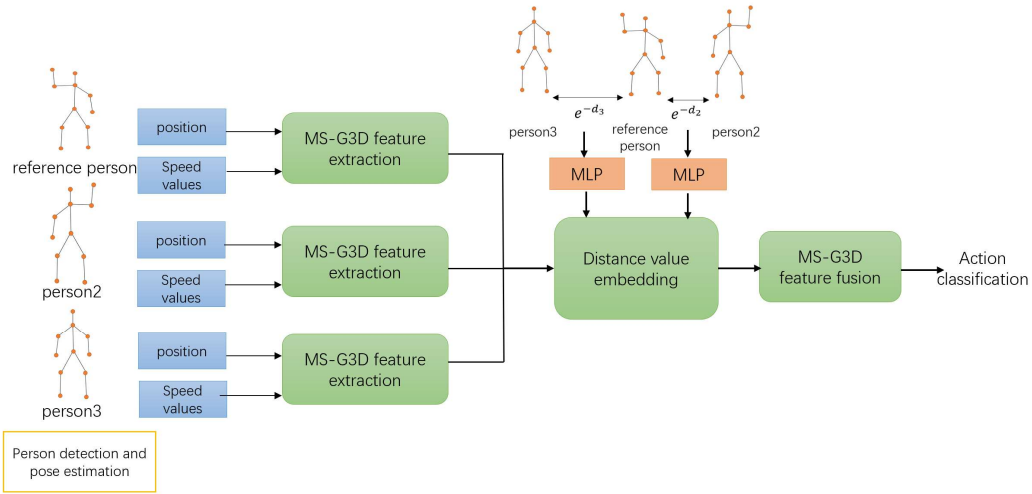 reference person
position
Speed
values
MS-G3D feature
extraction
person2
position
Speed
values
MS-G3D feature
extraction
person3
position
Speed
values
MS-G3D feature
extraction
Person detection and
pose estimation
e^{-d_3}
e^{-d_2}
person3
reference
person
person2
MLP
MLP
Distance value
embedding
MS-G3D
feature fusion
Action
classification